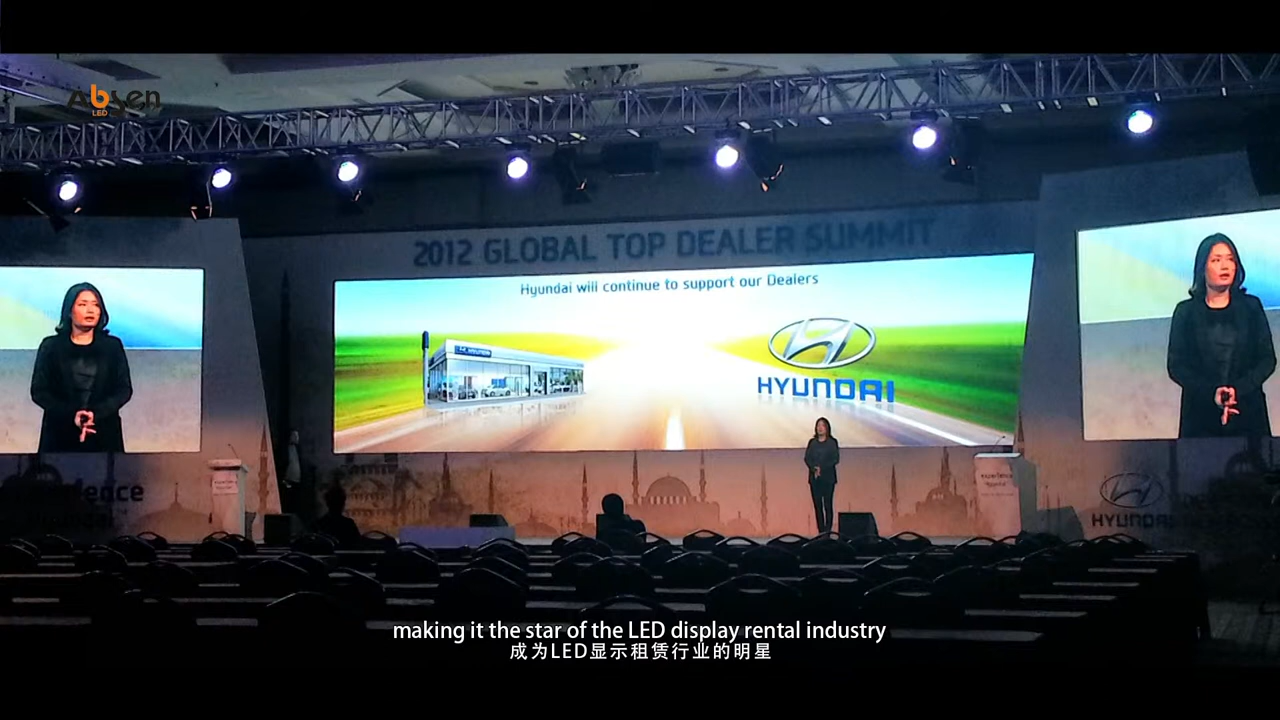 Absen
LED
2012 GLOBAL TOP DEALER SUMMIT
Hyundai will continue to support our Dealers
HYUNDAI
HYUNDAI
experience
HYUNDAI
making it the star of the LED display rental industry
成为LED显示租赁行业的明星